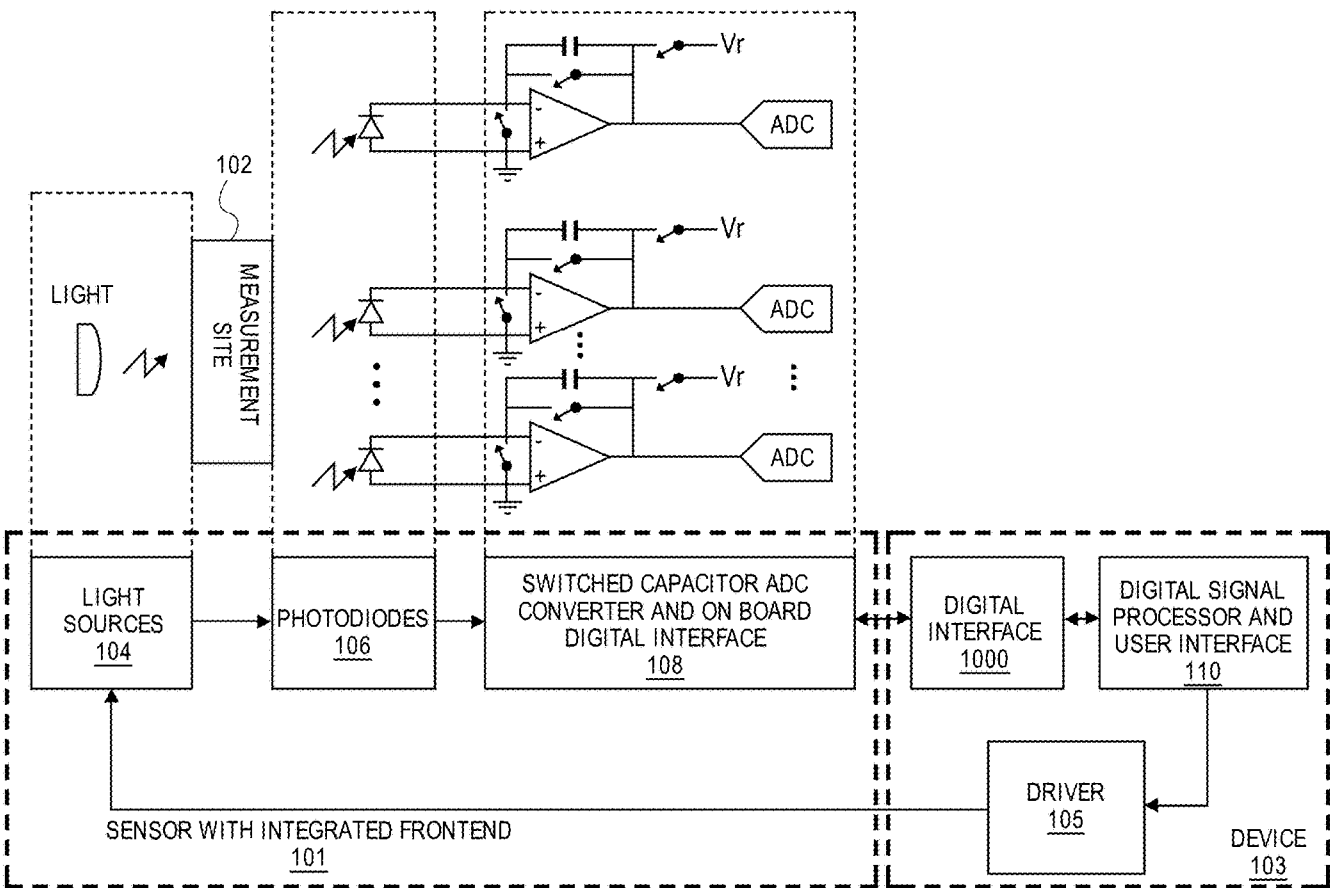 Vr
-
+
ADC
102
LIGHT
MEASUREMENT
SITE
Vr
-
+
ADC
Vr
-
+
ADC
LIGHT
SOURCES
104
PHOTODIODES
106
SWITCHED CAPACITOR ADC
CONVERTER AND ON BOARD
DIGITAL INTERFACE
108
DIGITAL
INTERFACE
1000
DIGITAL SIGNAL
PROCESSOR AND
USER INTERFACE
110
DRIVER
105
SENSOR WITH INTEGRATED FRONTEND
101
DEVICE
103